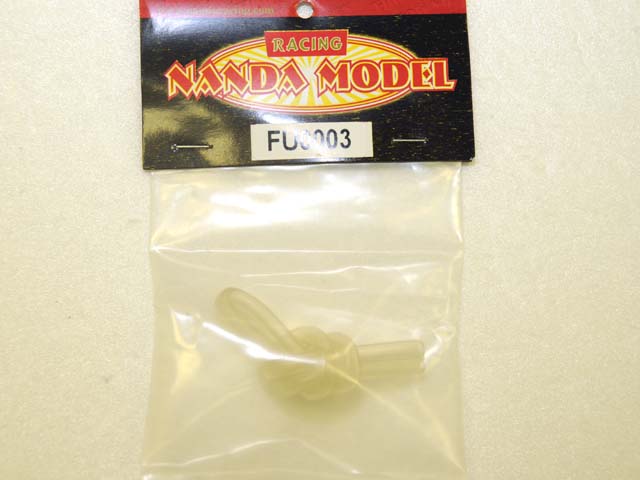 RACING
NANDA MODEL
FU0003